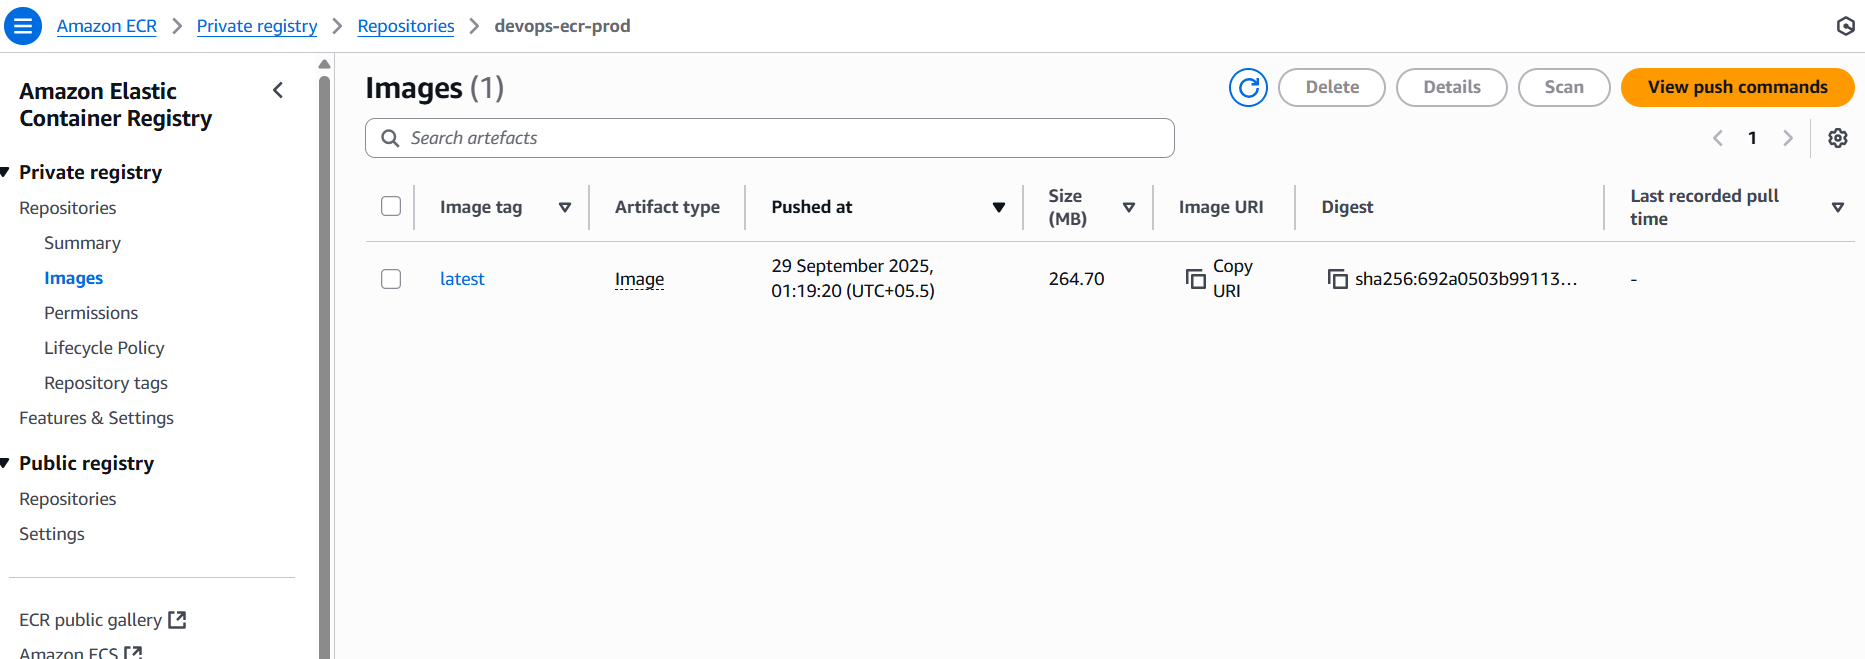 Amazon ECR > Private registry > Repositories > devops-ecr-prod
Amazon Elastic
Container Registry
Private registry
Repositories
Summary
Images
Permissions
Lifecycle Policy
Repository tags
Features & Settings
Public registry
Repositories
Settings
ECR public gallery
Amazon ECS
Images (1)
Delete
Details
Scan
View push commands
Search artefacts
1
Image tag
Artifact type
Pushed at
Size
(MB)
Image URI
Digest
Last recorded pull
time
latest
Image
29 September 2025,
01:19:20 (UTC+05.5)
264.70
Copy
URI
sha256:692a0503b99113...
-